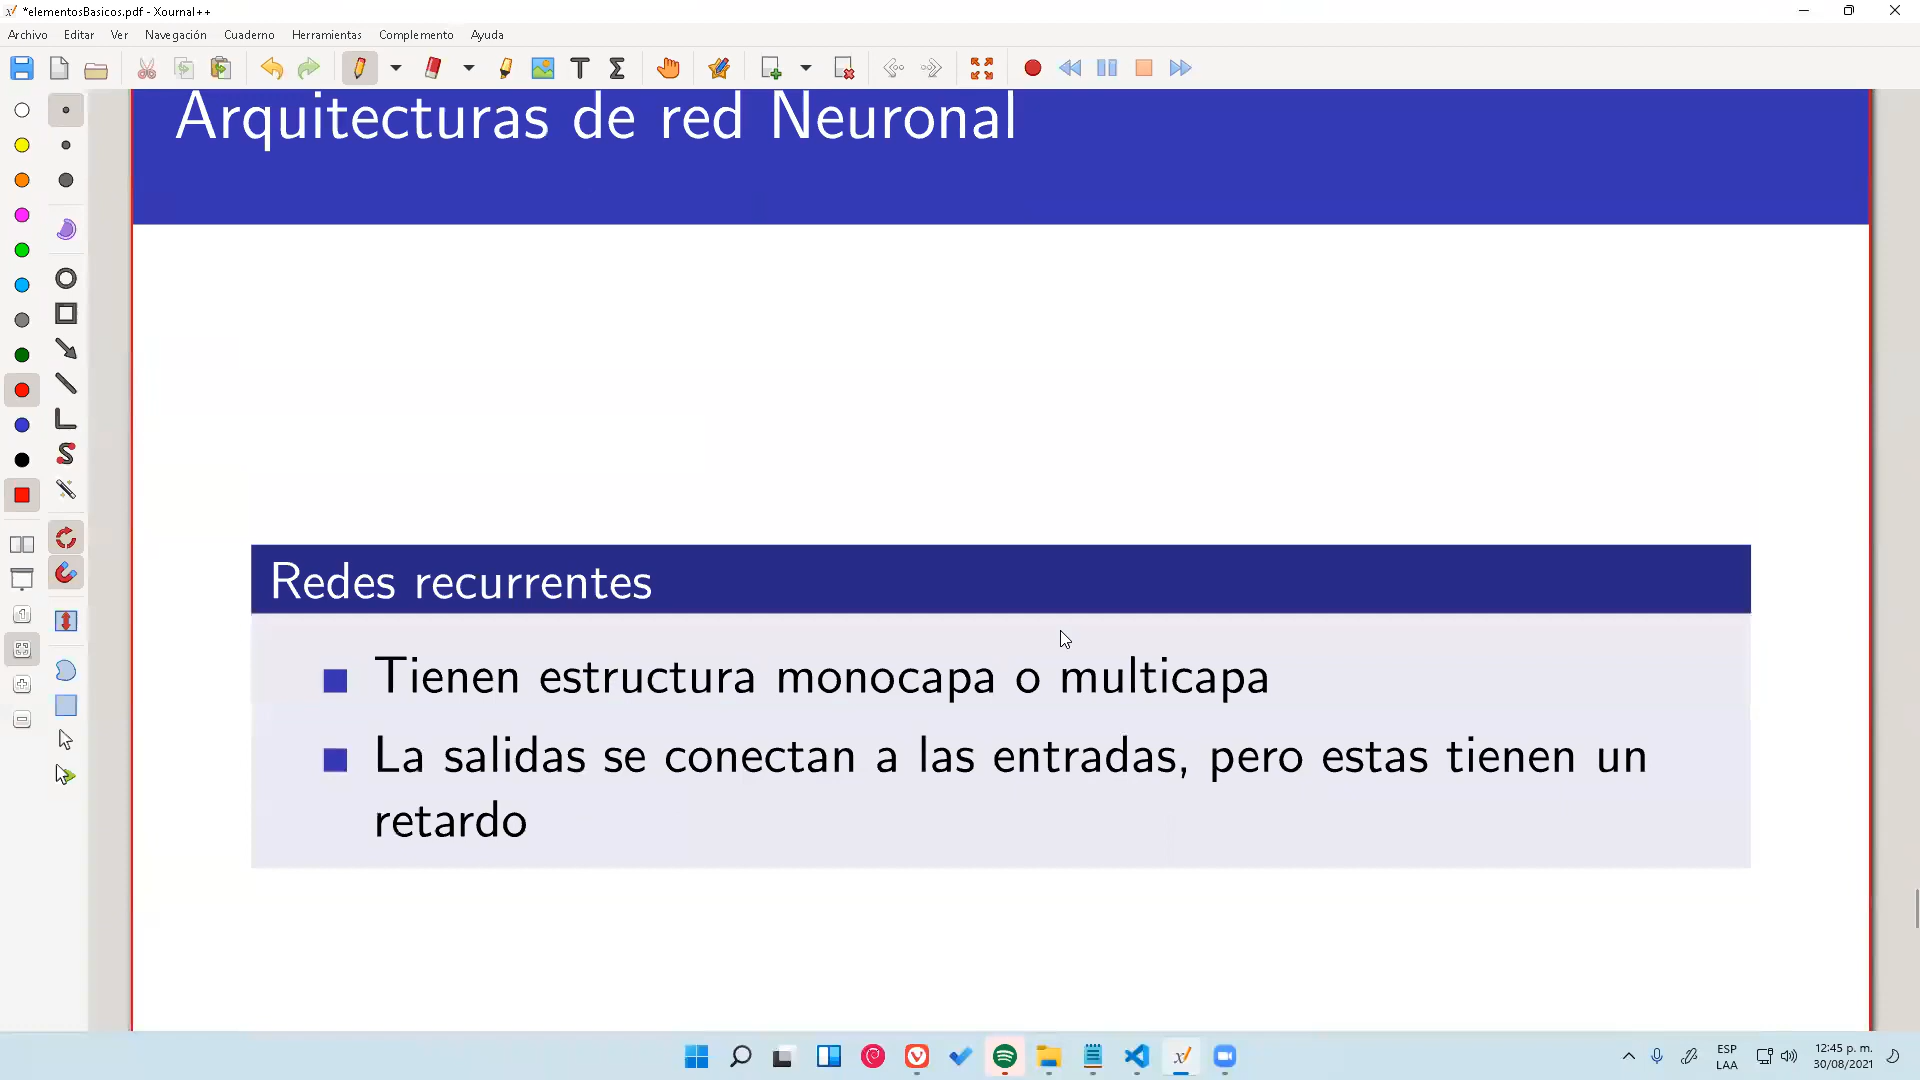 *elementosBasicos.pdf - Xournal++
Archivo Editar Ver Navegación Cuaderno Herramientas Complemento Ayuda
Arquitecturas de red Neuronal
Redes recurrentes
Tienen estructura monocapa o multicapa
La salidas se conectan a las entradas, pero estas tienen un
retardo
ESP
LAA
12:45 p. m.
30/08/2021